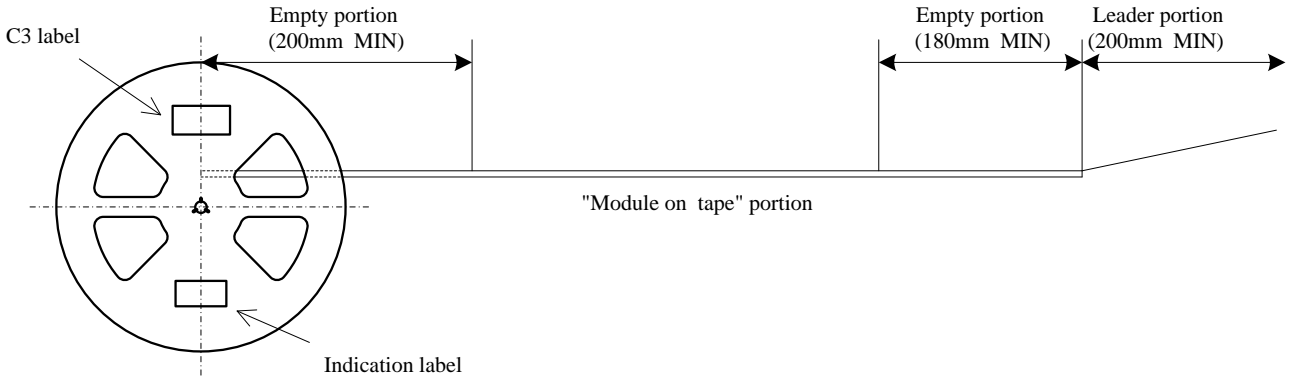 C3 label
Empty portion
(200mm  MIN)
Empty portion
(180mm  MIN)
Leader portion
(200mm  MIN)
"Module on  tape" portion
Indication label